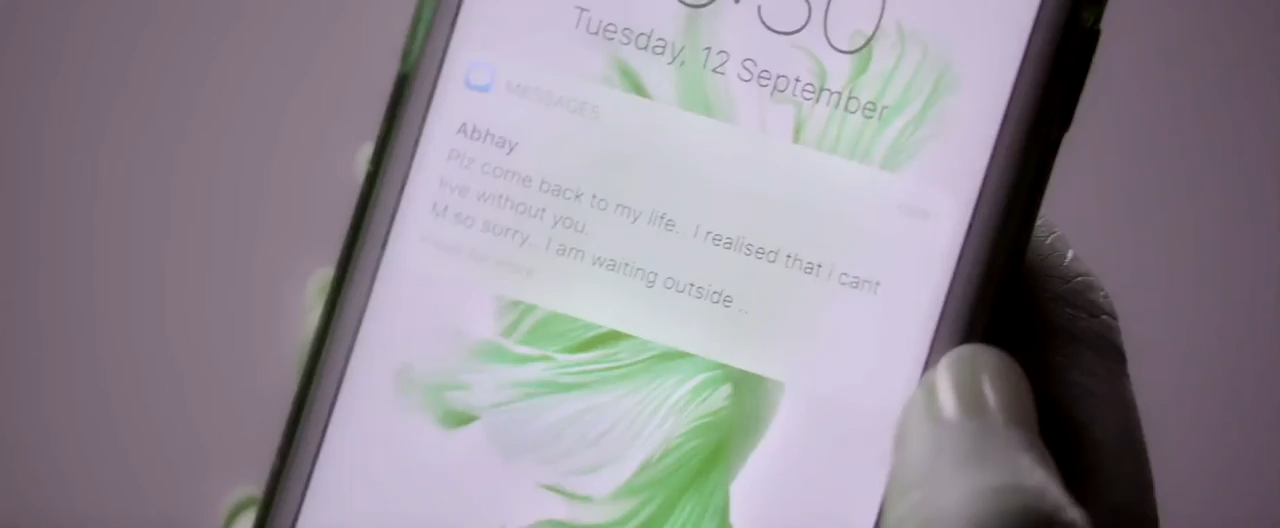 Tuesday, 12 September
MESSAGES
Abhay
Plz come back to my life. I realised that i cant
live without you.
M so sorry.. I am waiting outside ..